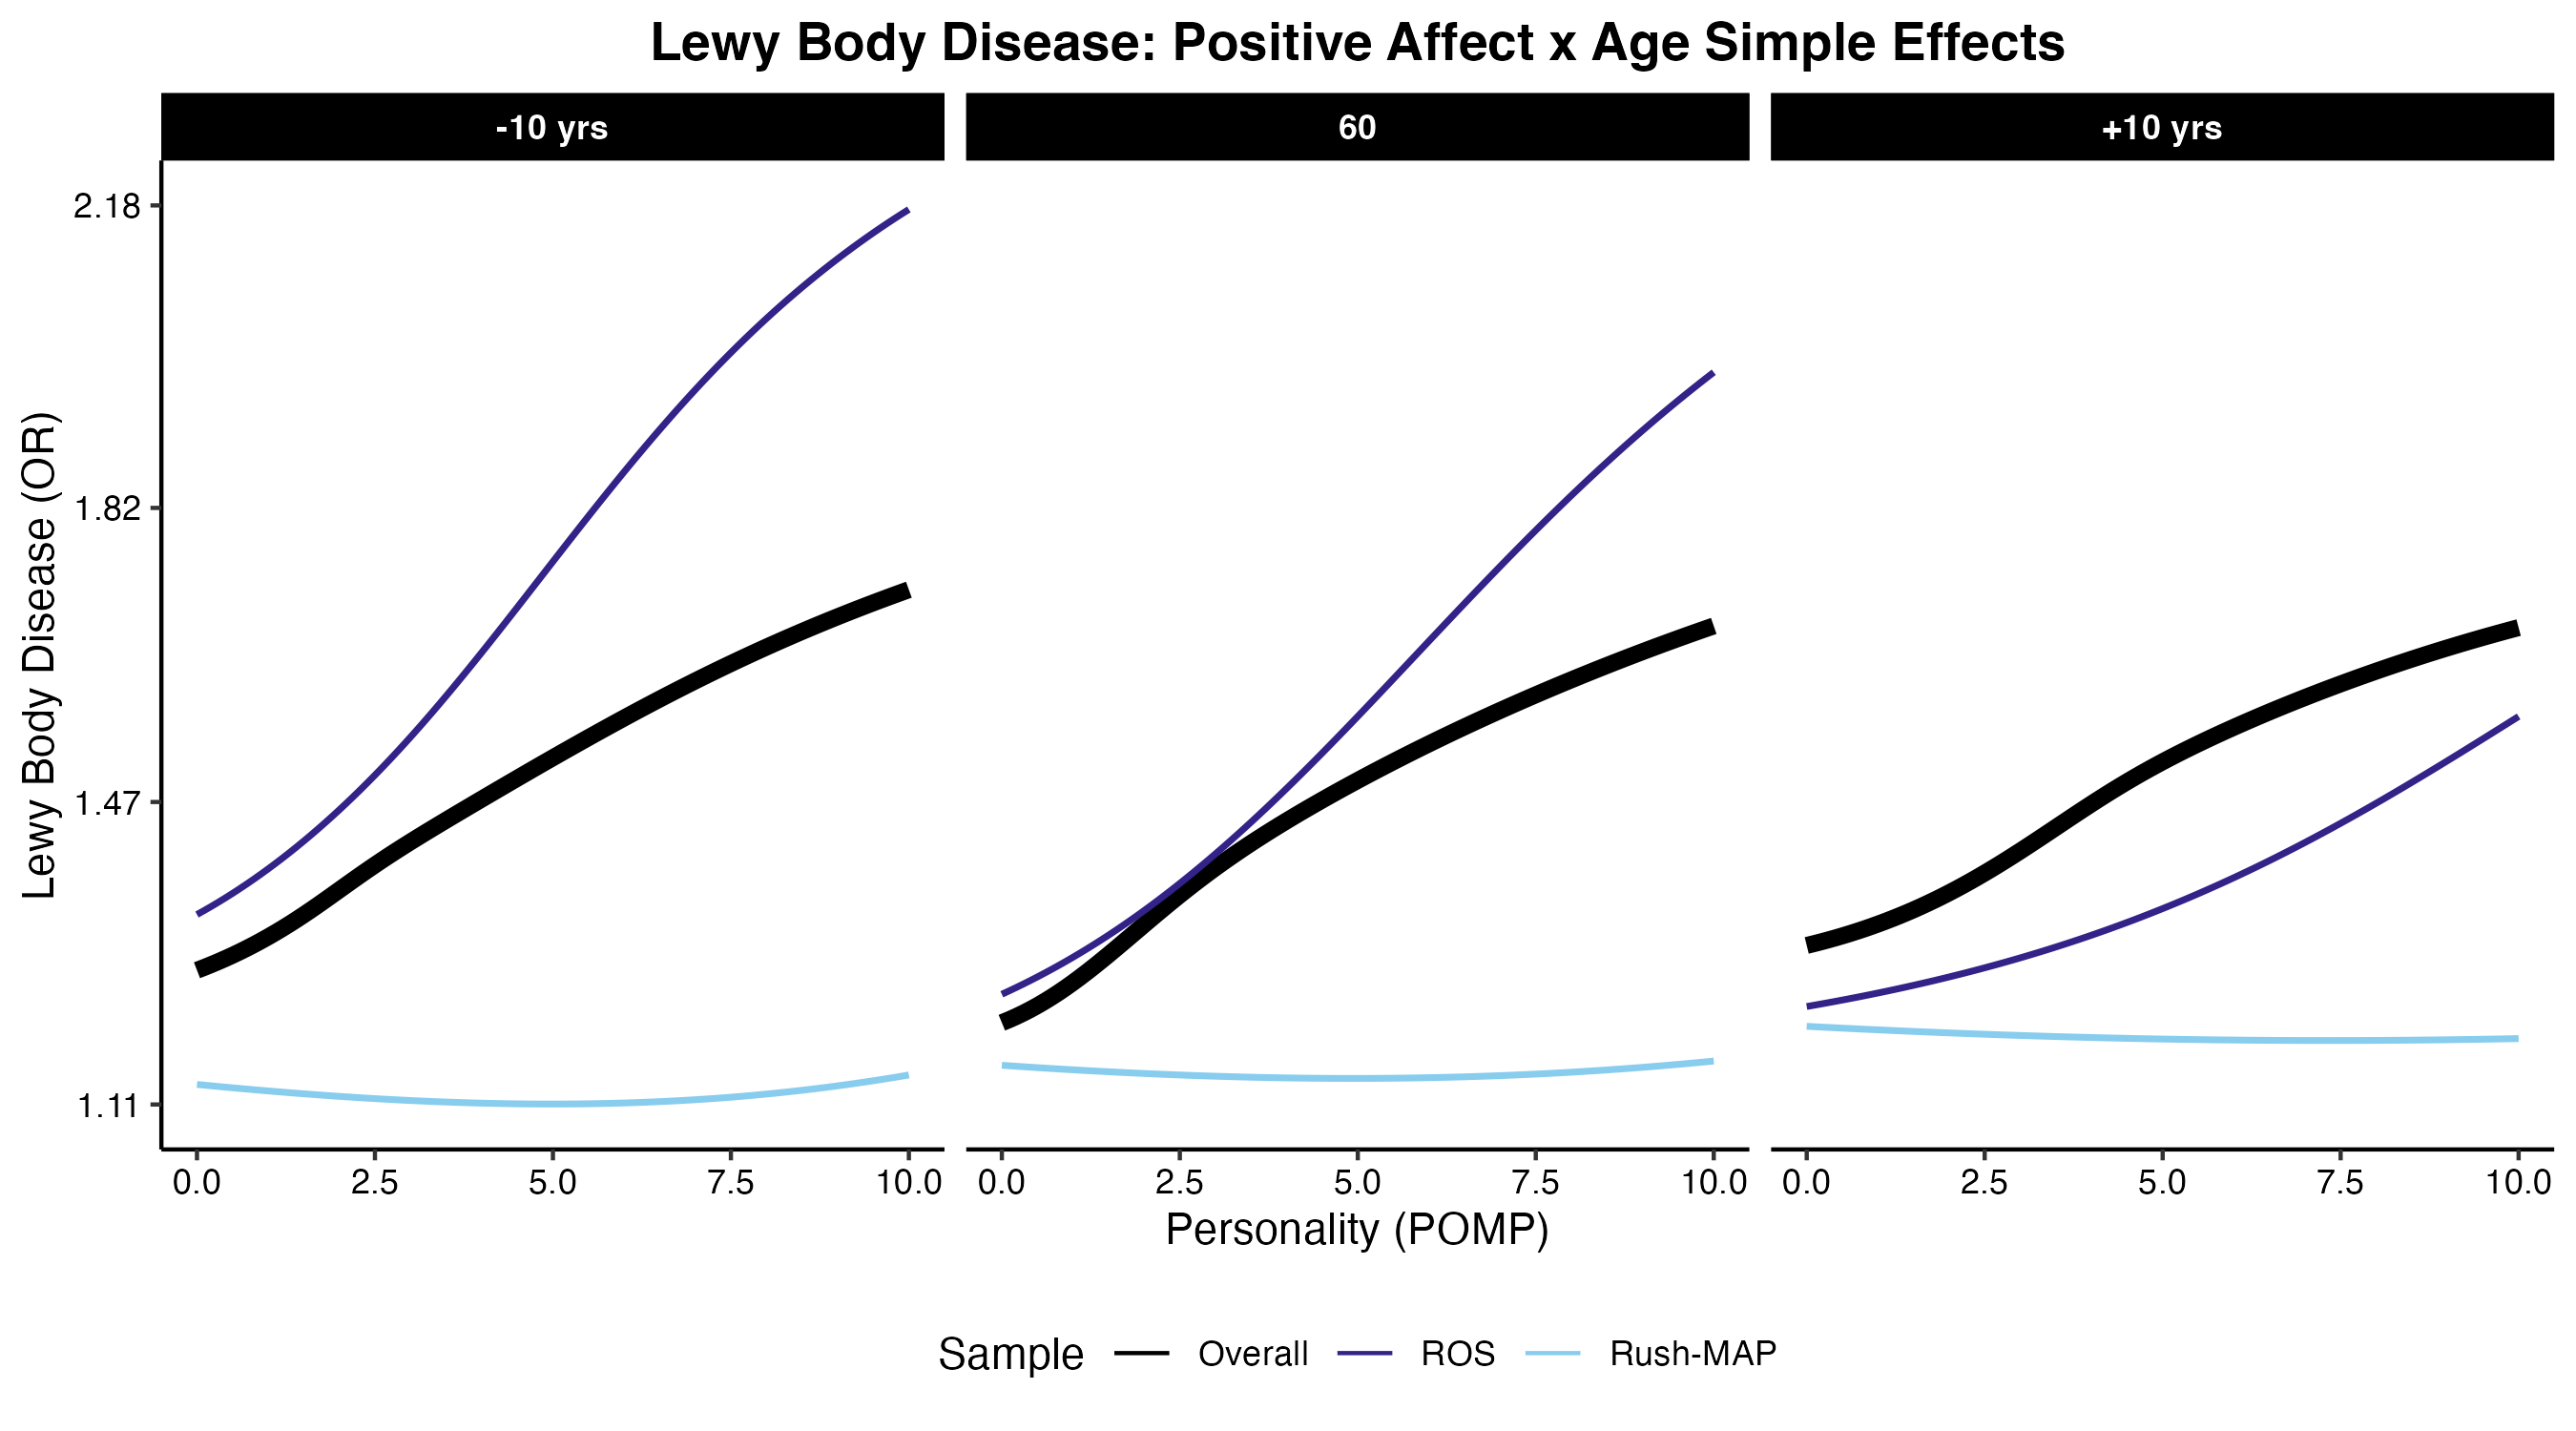 Lewy Body Disease: Positive Affect x Age Simple Effects
-10 yrs
60
+10 yrs
Lewy Body Disease (OR)
2.18
1.82
1.47
1.11
0.0 2.5 5.0 7.5 10.0
0.0 2.5 5.0 7.5 10.0
0.0 2.5 5.0 7.5 10.0
Personality (POMP)
Sample Overall ROS Rush-MAP